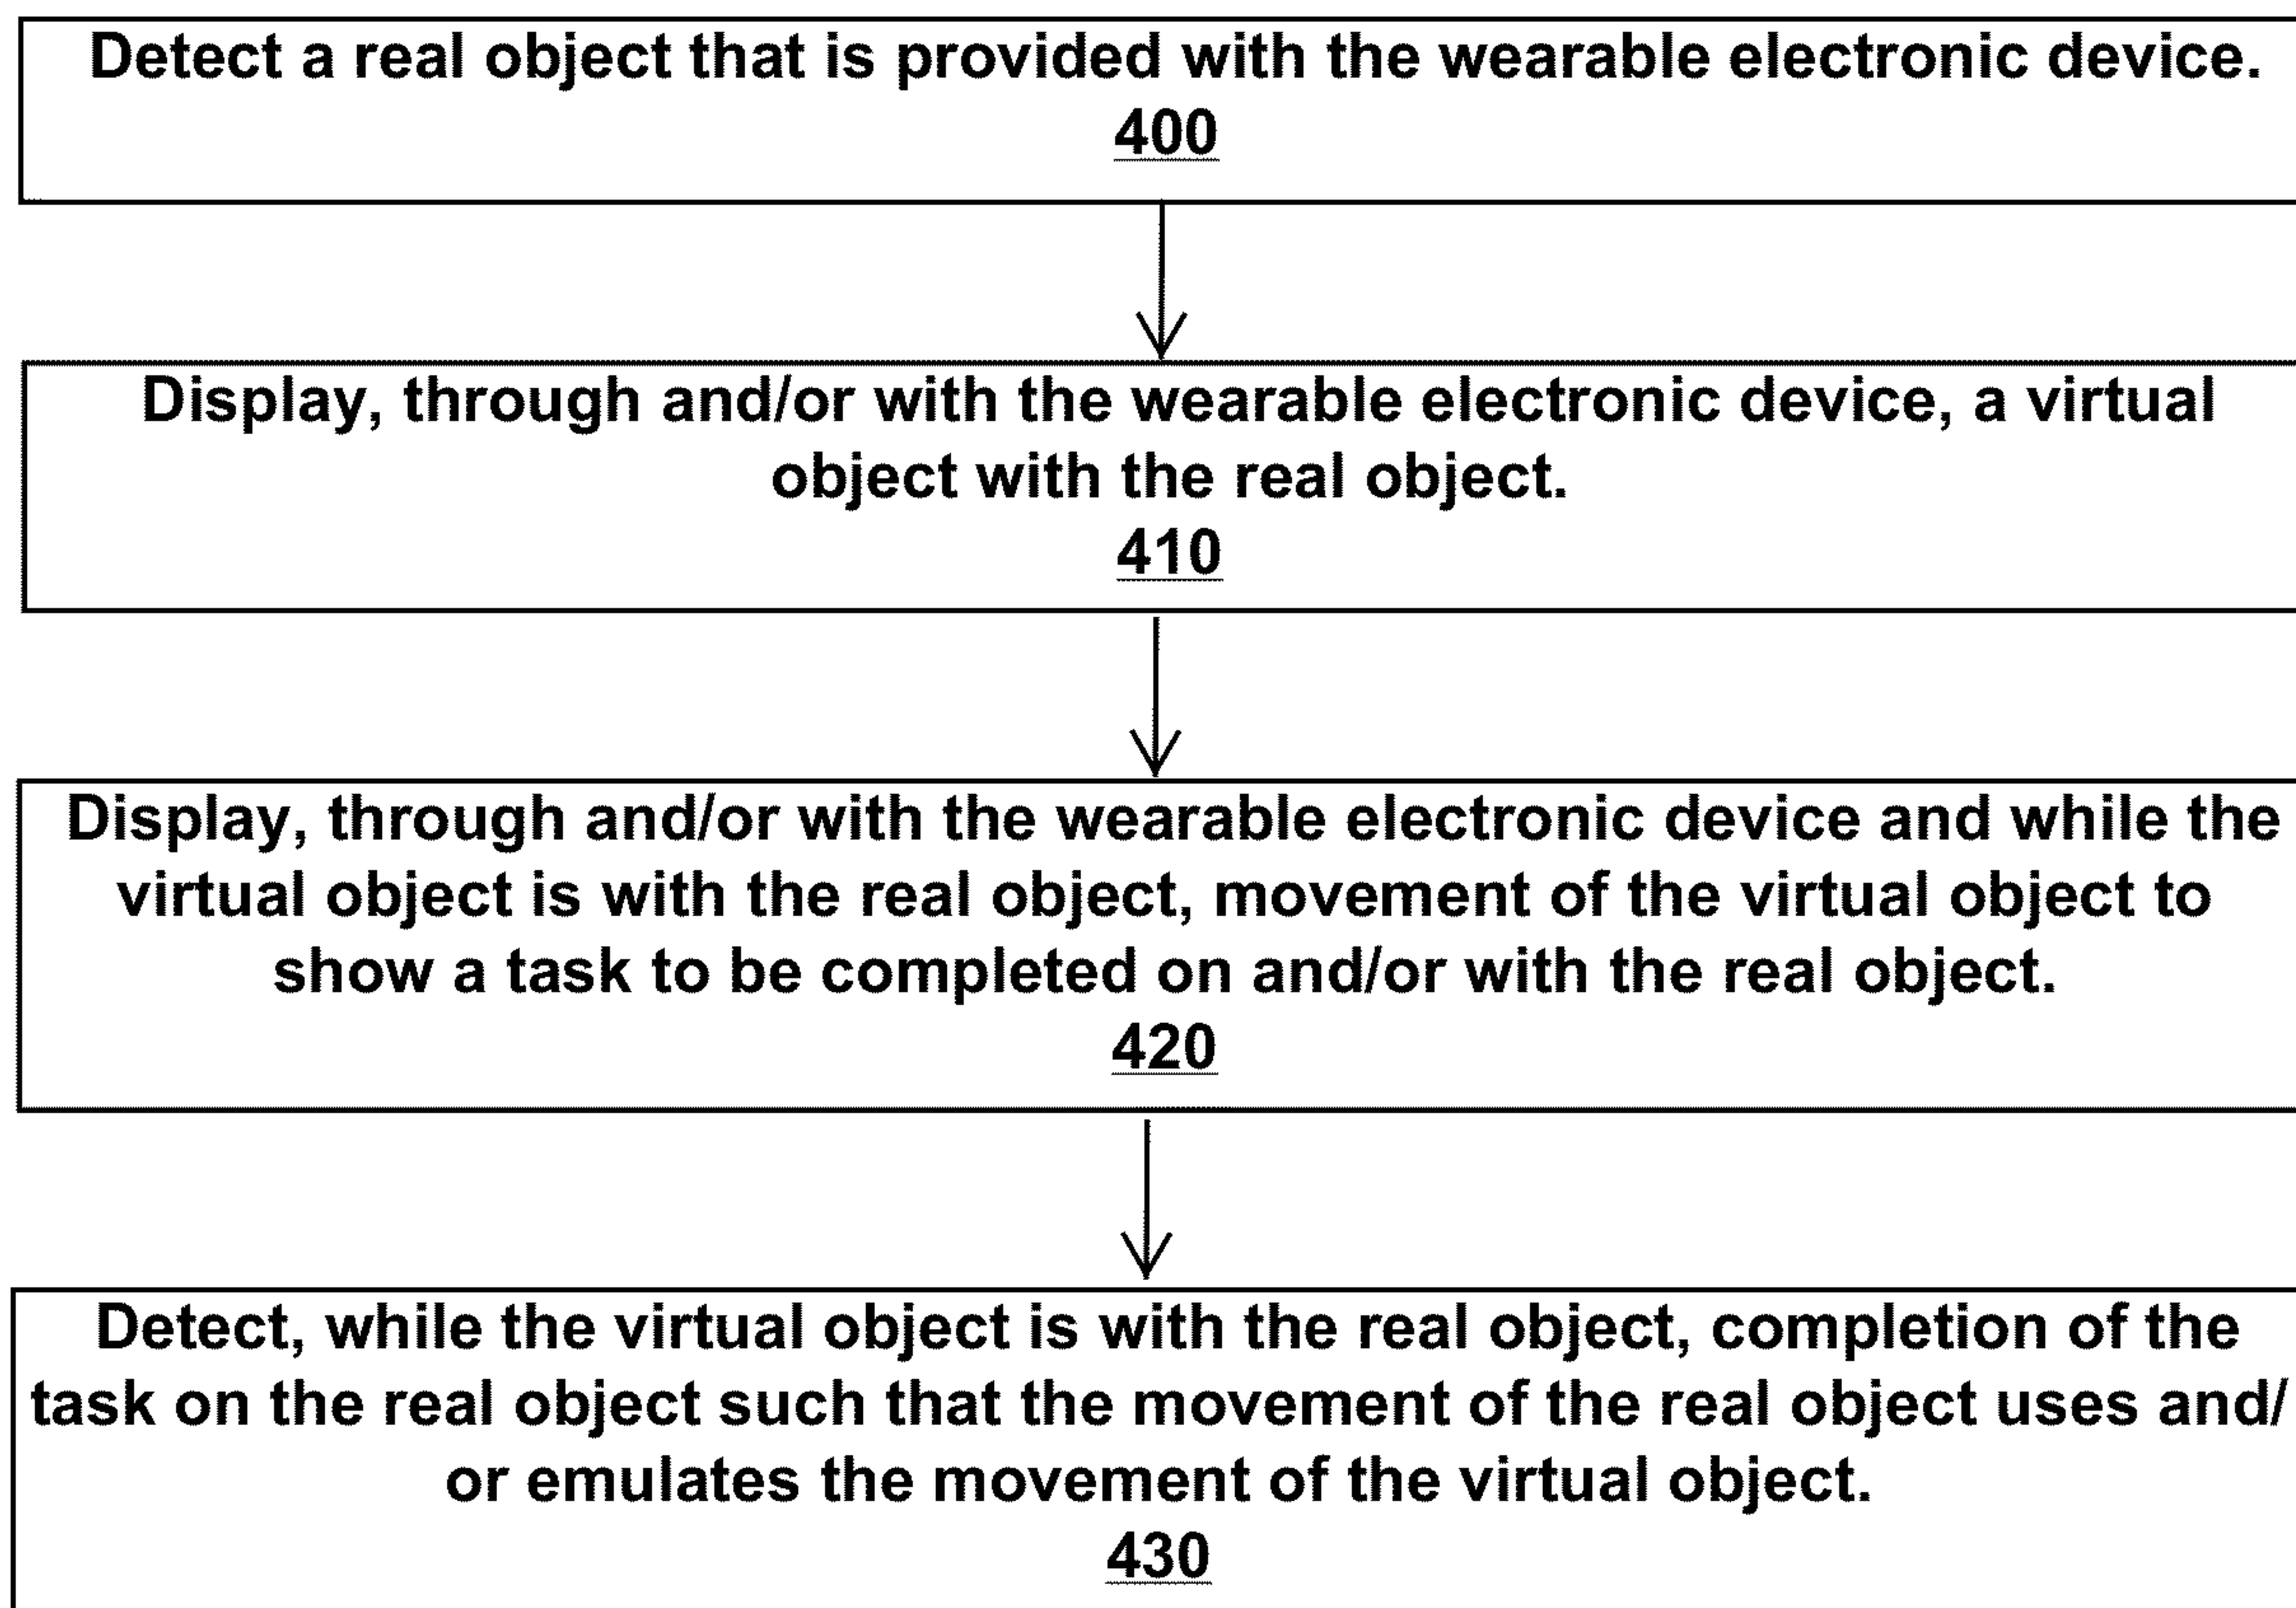 Detect a real object that is provided with the wearable electronic device.
400
Display, through and/or with the wearable electronic device, a virtual
object with the real object.
410
Display, through and/or with the wearable electronic device and while the
virtual object is with the real object, movement of the virtual object to
show a task to be completed on and/or with the real object.
420
Detect, while the virtual object is with the real object, completion of the
task on the real object such that the movement of the real object uses and/
or emulates the movement of the virtual object.
430